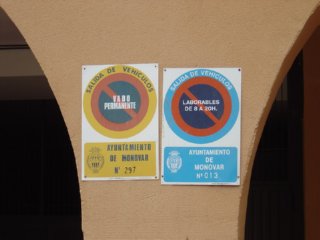 SALIDA DE VEHICULOS
VADO
PERMANENTE
AYUNTAMIENTO
DE MONOVAR
Nº 297
SALIDA DE VEHICULOS
LABORABLES
DE 8 A 20H.
AYUNTAMIENTO
DE
MONOVAR
Nº 013